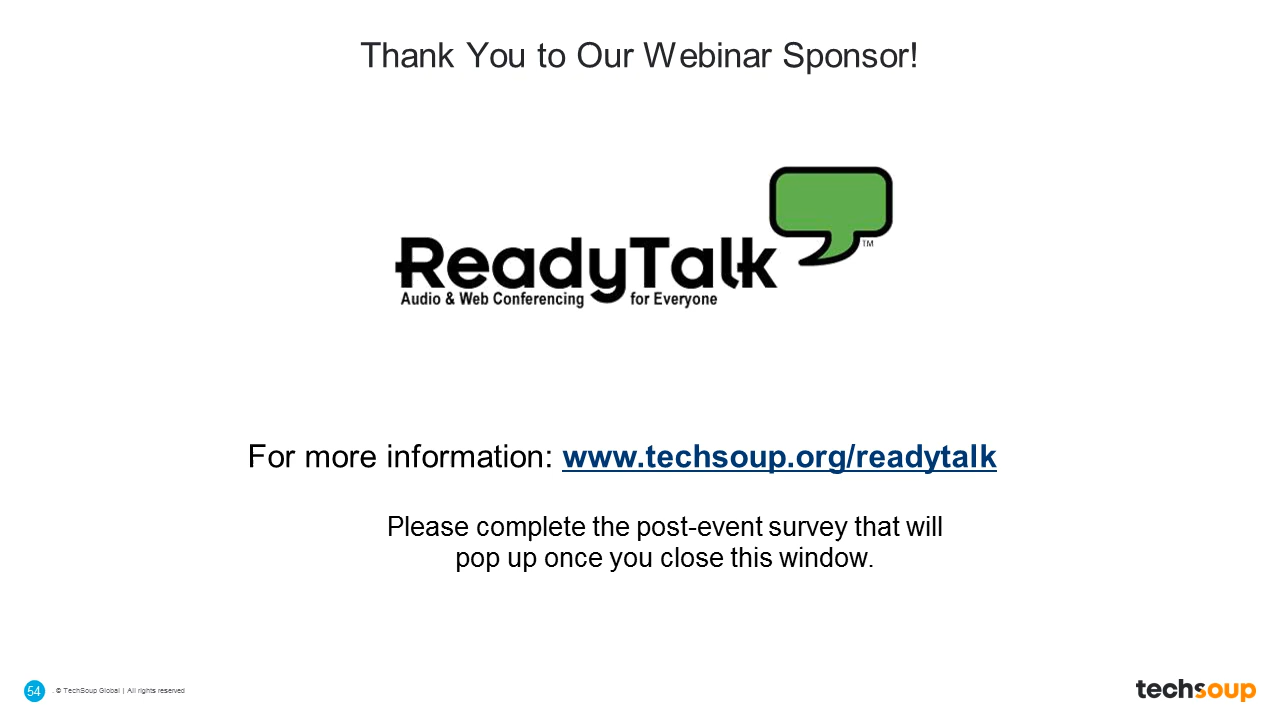 Thank You to Our Webinar Sponsor!
ReadyTalk
TM
Audio & Web Conferencing for Everyone
For more information: www.techsoup.org/readytalk
Please complete the post-event survey that will
pop up once you close this window.
54 . © TechSoup Global | All rights reserved
techsoup